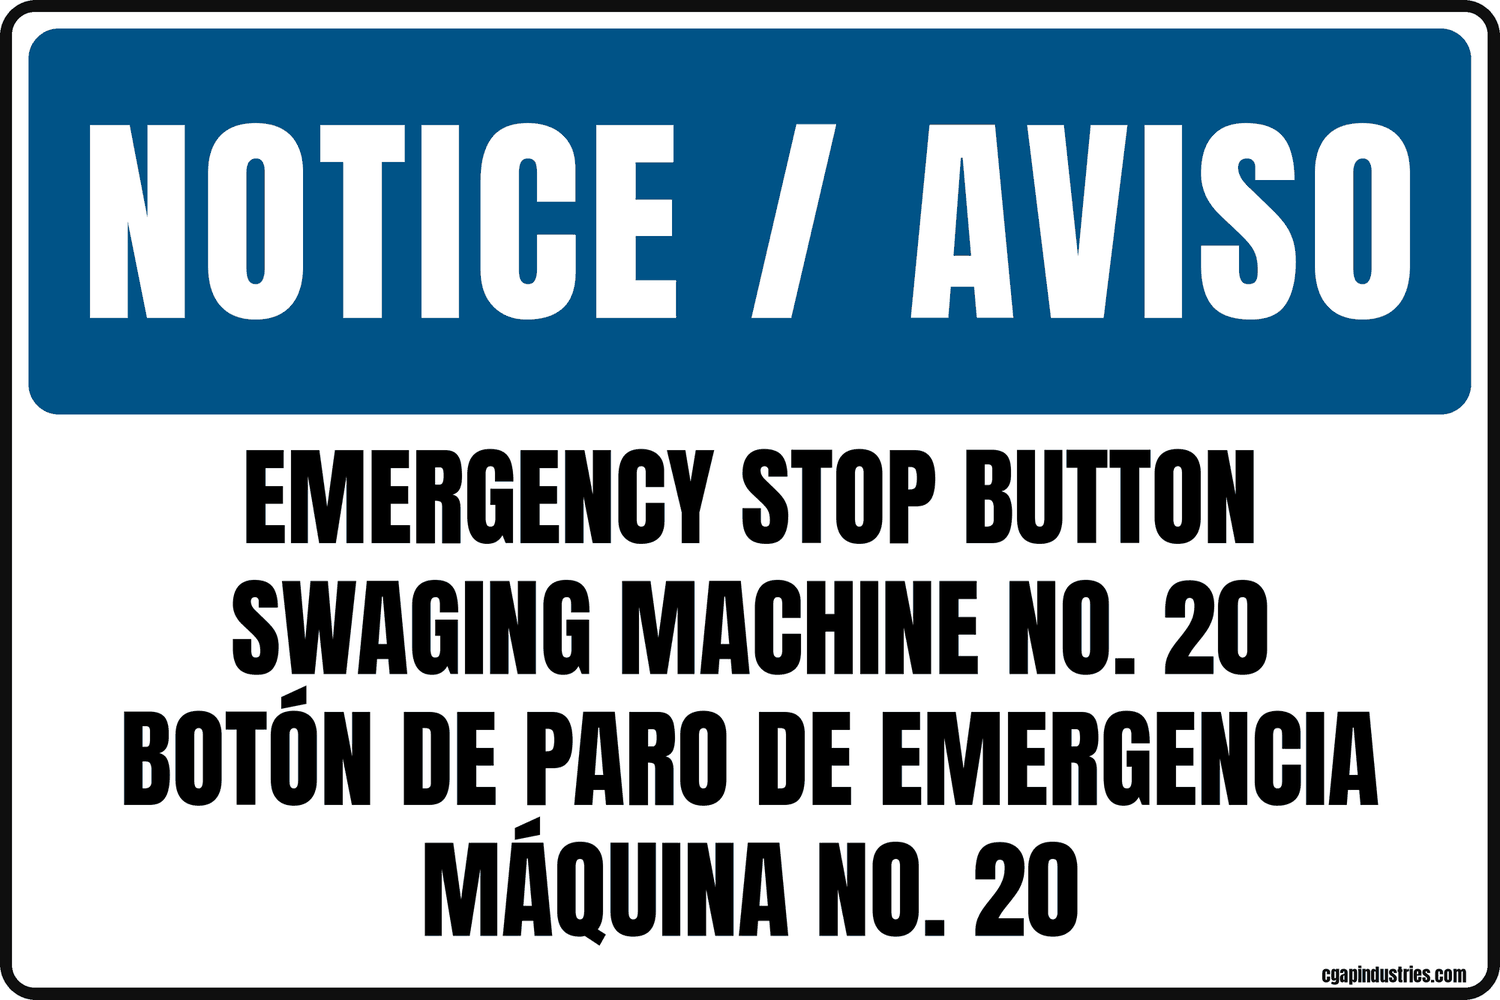 NOTICE / AVISO
EMERGENCY STOP BUTTON
SWAGING MACHINE NO. 20
BOTÓN DE PARO DE EMERGENCIA
MÁQUINA NO. 20
cgapindustries.com